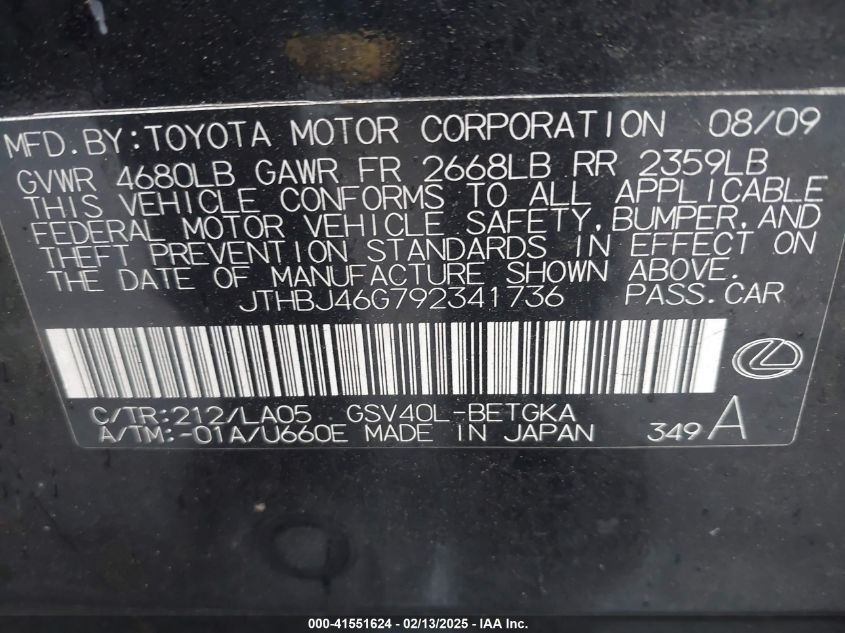 MFD.BY:TOYOTA MOTOR CORPORATION 08/09
GVWR 4680LB GAWR FR 2668LB RR 2359LB
THIS VEHICLE CONFORMS TO ALL APPLICABLE
FEDERAL MOTOR VEHICLE SAFETY,BUMPER,AND
THEFT PREVENTION STANDARDS IN EFFECT ON
THE DATE OF MANUFACTURE SHOWN ABOVE.
JTHBJ46G792341736 PASS.CAR
C/TR:212/LA05 GSV40L-BETGKA
A/TM:-01A/U660E MADE IN JAPAN 349A
000-41551624 / 02/13/2025 - IAA Inc.